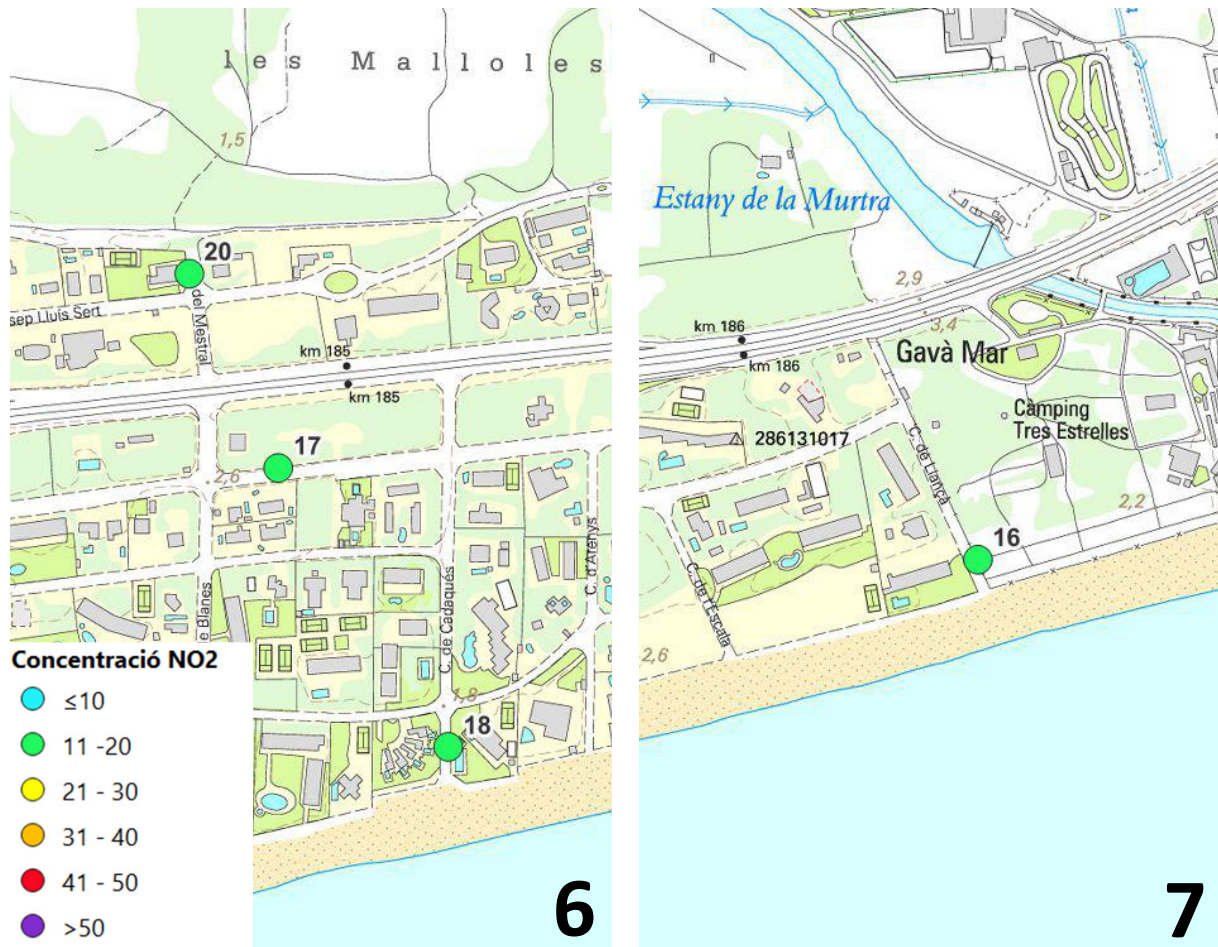 les Malloles
1,5
20
sep Lluís Sert
del Mestra
km 185
km 185
17
2,6
C. d'Arenys
e Blanes
C. de Cadaqués
1,8
18
Concentració NO2
≤10
11 -20
21 - 30
31 - 40
41 - 50
>50
6
Estany de la Murtra
2,9
3,4
km 186
km 186
Gavà Mar
Càmping
Tres Estrelles
286131017
C. de Llançà
2,2
16
C. de l'Escala
2,6
7